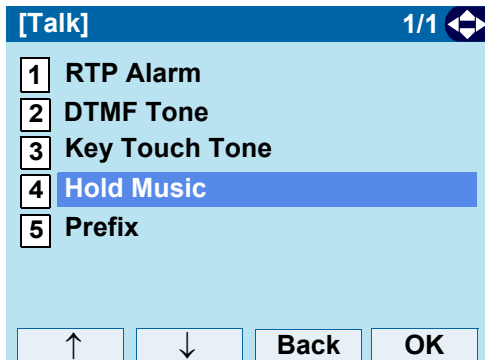 [Talk] 1/1
1 RTP Alarm
2 DTMF Tone
3 Key Touch Tone
4 Hold Music
5 Prefix
↑ ↓ Back OK